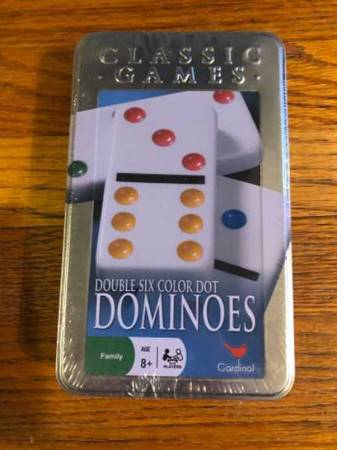 CLASSIC
· GAMES ·
DOUBLE SIX COLOR DOT
DOMINOES
Family
AGE
8+
PLAYERS
Cardinal